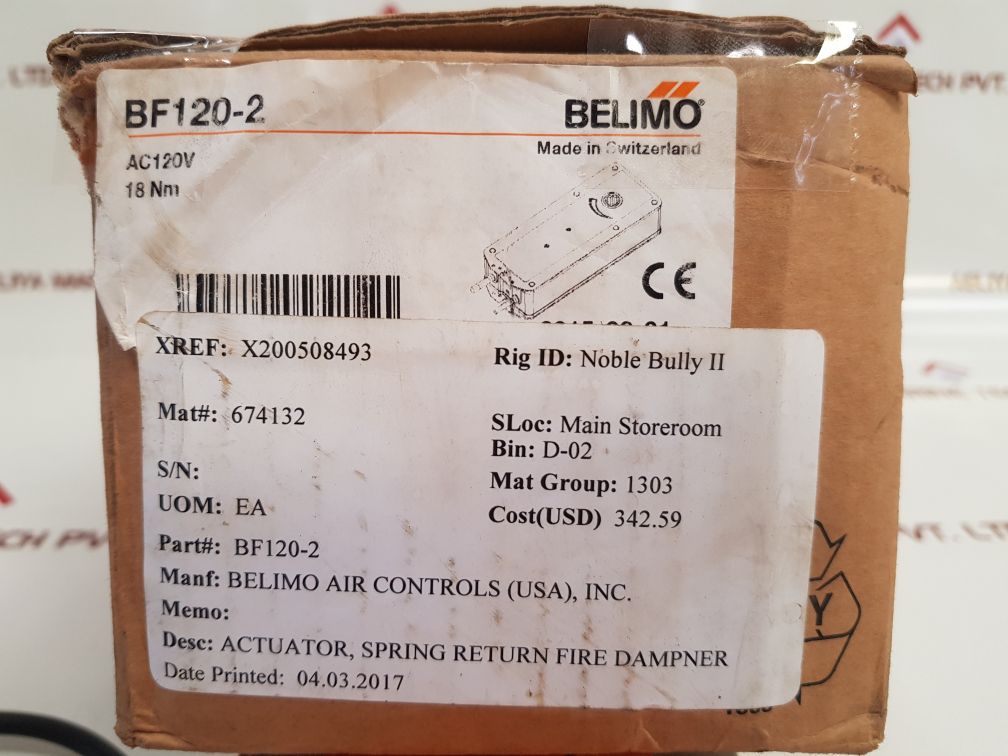 BF120-2
BELIMO
Made in Switzerland
AC120V
18 Nm
CE
XREF: X200508493
Rig ID: Noble Bully II
Mat#: 674132
SLoc: Main Storeroom
Bin: D-02
S/N:
Mat Group: 1303
UOM: EA
Cost(USD) 342.59
Part#: BF120-2
Manf: BELIMO AIR CONTROLS (USA), INC.
Memo:
Desc: ACTUATOR, SPRING RETURN FIRE DAMPNER
Date Printed: 04.03.2017